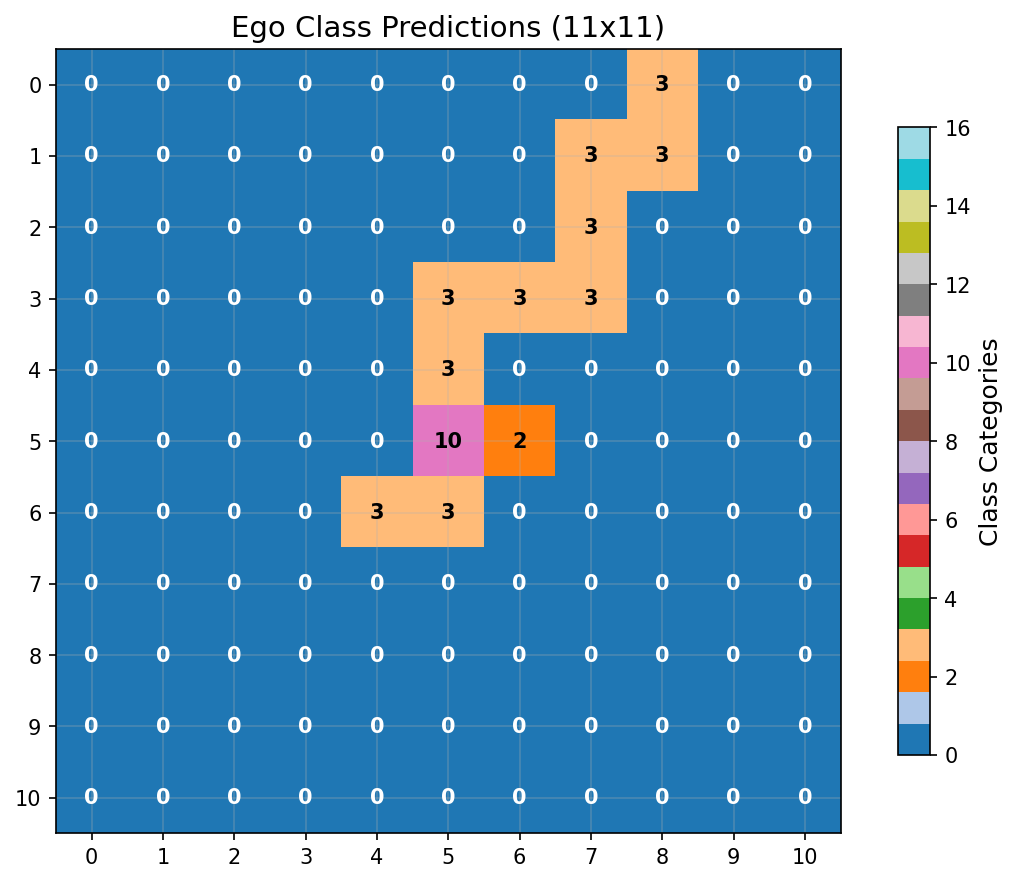 Ego Class Predictions (11x11)
0 0 0 0 0 0 0 0 0 3 0 0
1 0 0 0 0 0 0 0 3 3 0 0
2 0 0 0 0 0 0 0 3 0 0 0
3 0 0 0 0 0 3 3 3 0 0 0
4 0 0 0 0 0 3 0 0 0 0 0
5 0 0 0 0 0 10 2 0 0 0 0
6 0 0 0 0 3 3 0 0 0 0 0
7 0 0 0 0 0 0 0 0 0 0 0
8 0 0 0 0 0 0 0 0 0 0 0
9 0 0 0 0 0 0 0 0 0 0 0
10 0 0 0 0 0 0 0 0 0 0 0
0 1 2 3 4 5 6 7 8 9 10
16
14
12
10
8
6
4
2
0
Class Categories